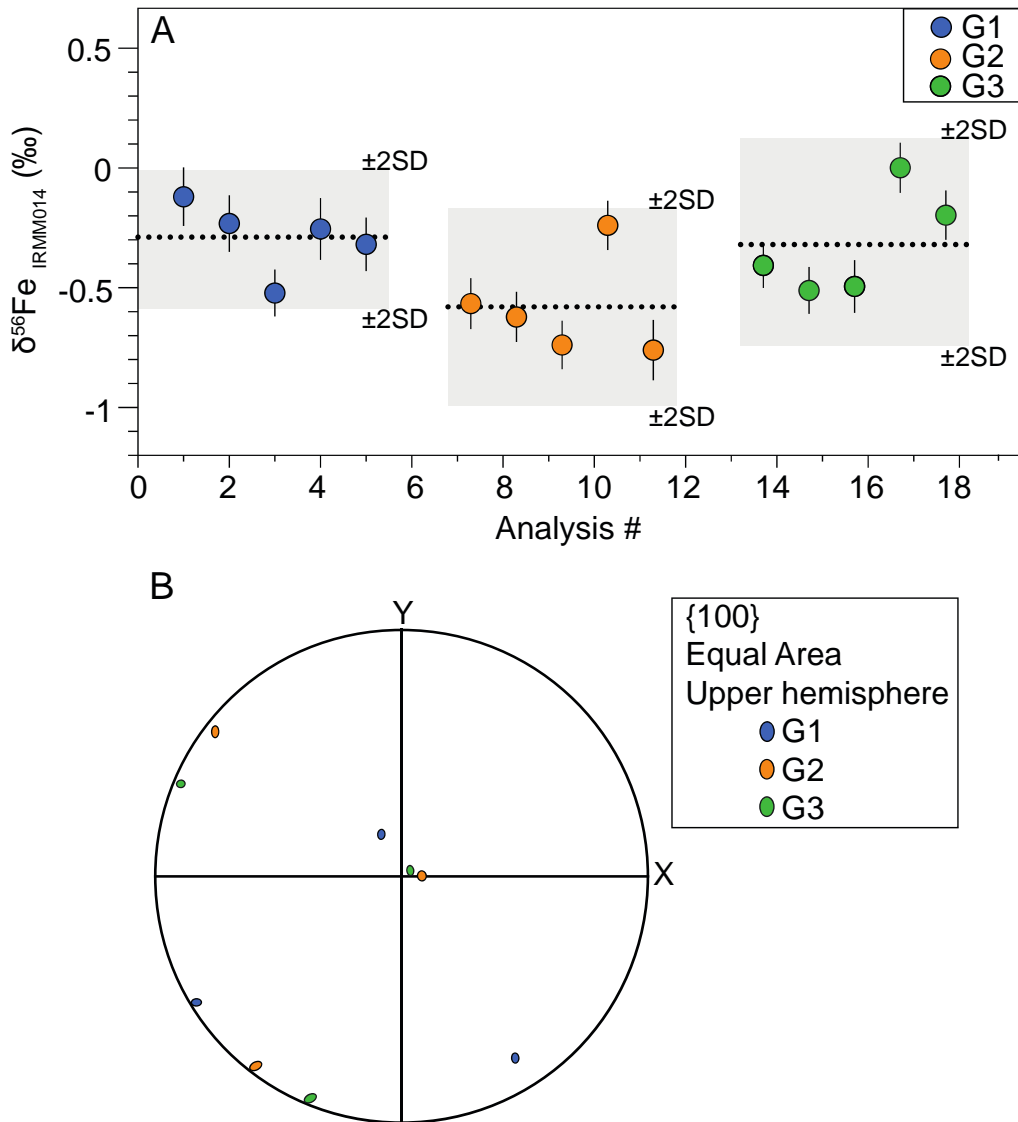 A
G1
G2
G3
0.5
0
-0.5
-1
δ⁵⁶Fe IRMM014 (‰)
±2SD
±2SD
±2SD
±2SD
±2SD
±2SD
0 2 4 6 8 10 12 14 16 18
Analysis #
B
Y
X
{100}
Equal Area
Upper hemisphere
G1
G2
G3